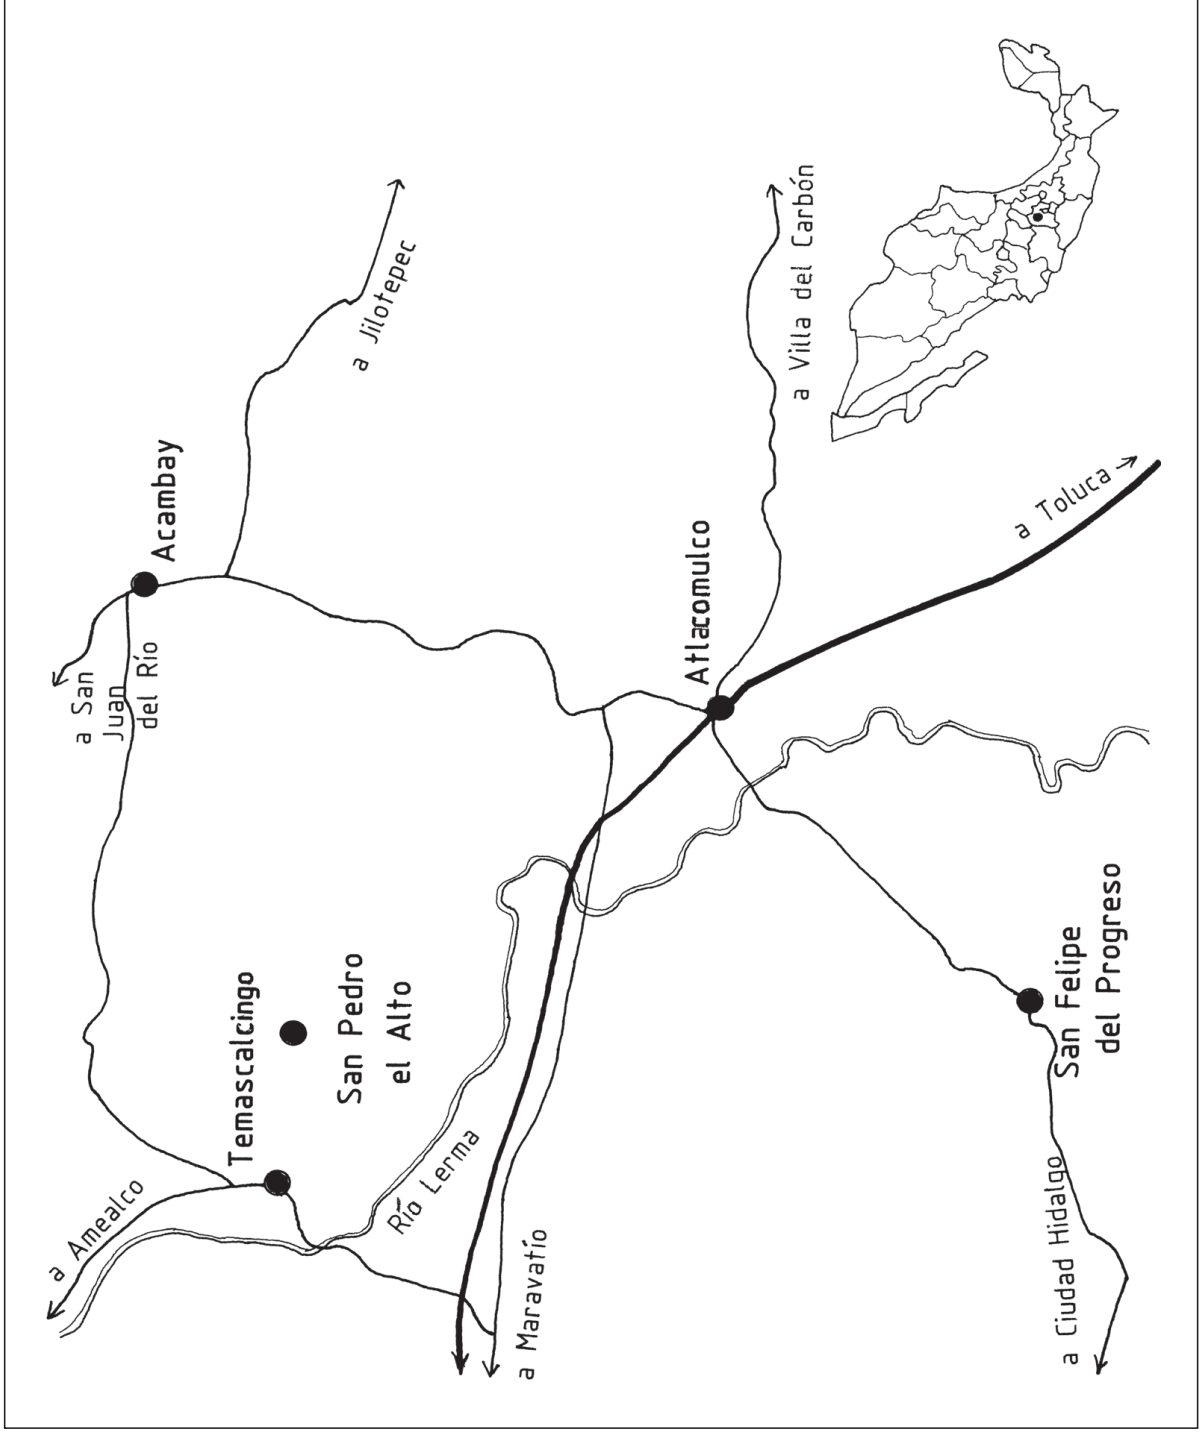 a Amealco
Temascalcingo
San Pedro
el Alto
a San
Juan
del Río
Acambay
a Jilotepec
Río Lerma
a Maravatío
Atlacomulco
a Villa del Carbón
a Toluca
San Felipe
del Progreso
a Ciudad Hidalgo